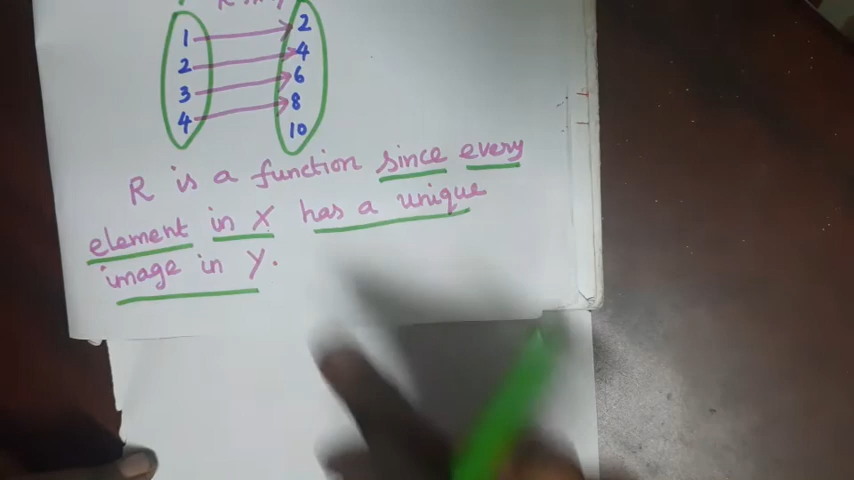 1 2
2 4
3 6
4 8
10
R is a function since every
element in X has a unique
image in Y.